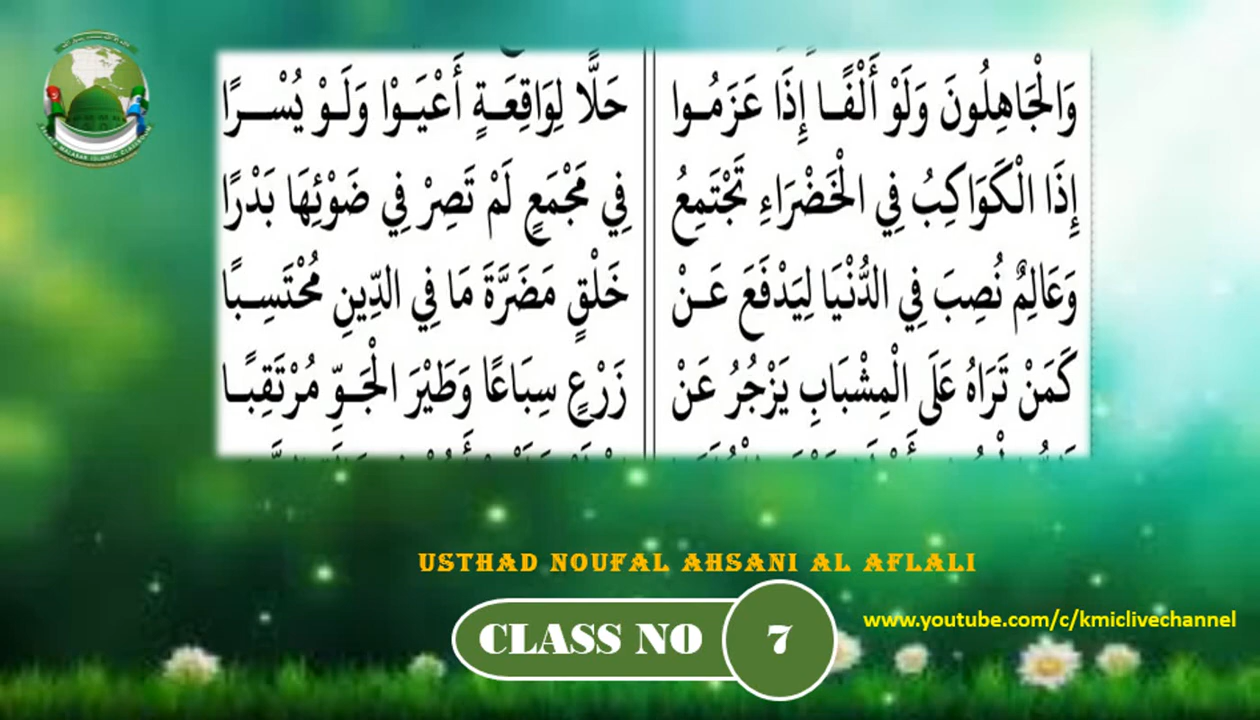 وَالْجَاهِلُونَ وَلَوْ أَلْفًا إِذَا عَزَمُوا حَلًّا لِوَاقِعَةٍ أَعْيَوْا وَلَوْ يُسْرًا
إِذَا الْكَوَاكِبُ فِي الْخَضْرَاءِ تَجْتَمِعُ فِي مَجْمَعٍ لَمْ تَصِرْ فِي ضَوْئِهَا بَدْرًا
وَعَالِمٌ نُصِبَ فِي الدُّنْيَا لِيَدْفَعَ عَنْ خَلْقٍ مَضَرَّةَ مَا فِي الدِّينِ مُحْتَسِبًا
كَمَنْ تَرَاهُ عَلَى الْمِشْبَابِ يَزْجُرُ عَنْ زَرْعٍ سِبَاعًا وَطَيْرَ الْجَوِّ مُرْتَقِبًا
USTHAD NOUFAL AHSANI AL AFLALI
CLASS NO 7
www.youtube.com/c/kmiclivechannel